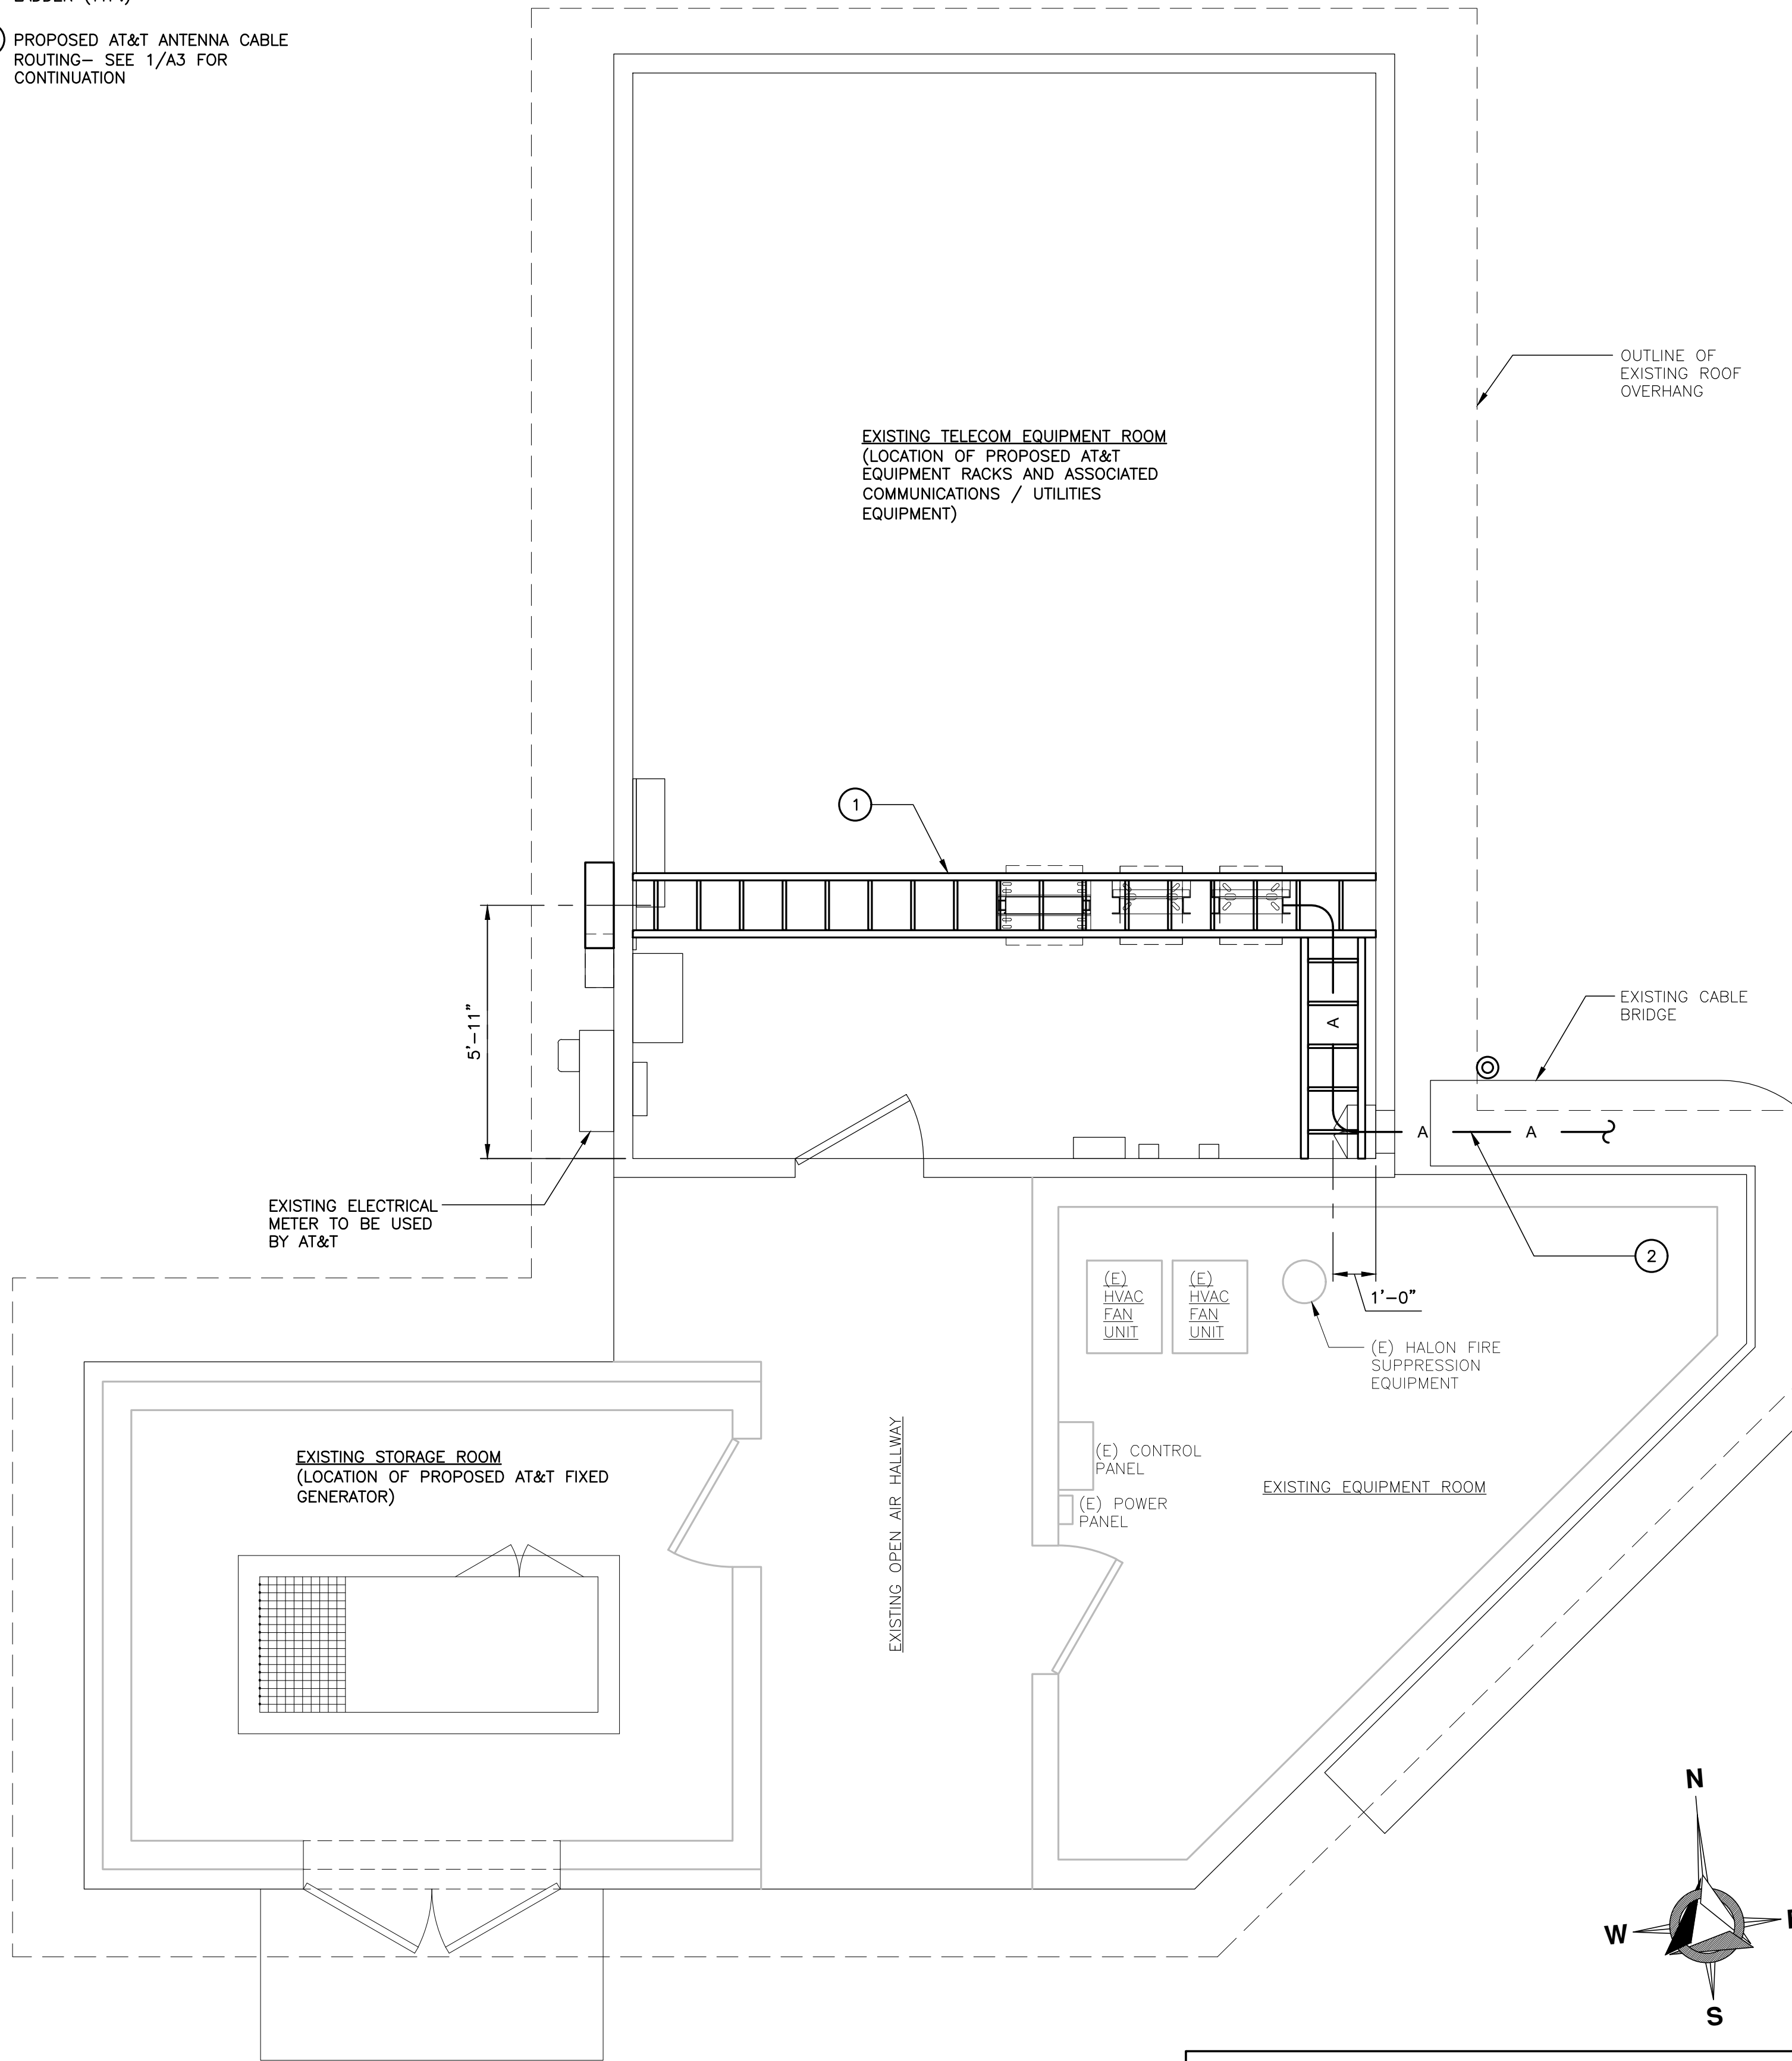 PROPOSED AT&T ANTENNA CABLE
ROUTING– SEE 1/A3 FOR
CONTINUATION
OUTLINE OF
EXISTING ROOF
OVERHANG
EXISTING TELECOM EQUIPMENT ROOM
(LOCATION OF PROPOSED AT&T
EQUIPMENT RACKS AND ASSOCIATED
COMMUNICATIONS / UTILITIES
EQUIPMENT)
1
5'–11"
EXISTING CABLE
BRIDGE
A
A
A
EXISTING ELECTRICAL
METER TO BE USED
BY AT&T
2
1'–0"
(E)
HVAC
FAN
UNIT
(E)
HVAC
FAN
UNIT
(E) HALON FIRE
SUPPRESSION
EQUIPMENT
EXISTING STORAGE ROOM
(LOCATION OF PROPOSED AT&T FIXED
GENERATOR)
EXISTING OPEN AIR HALLWAY
(E) CONTROL
PANEL
(E) POWER
PANEL
EXISTING EQUIPMENT ROOM
N
W
S